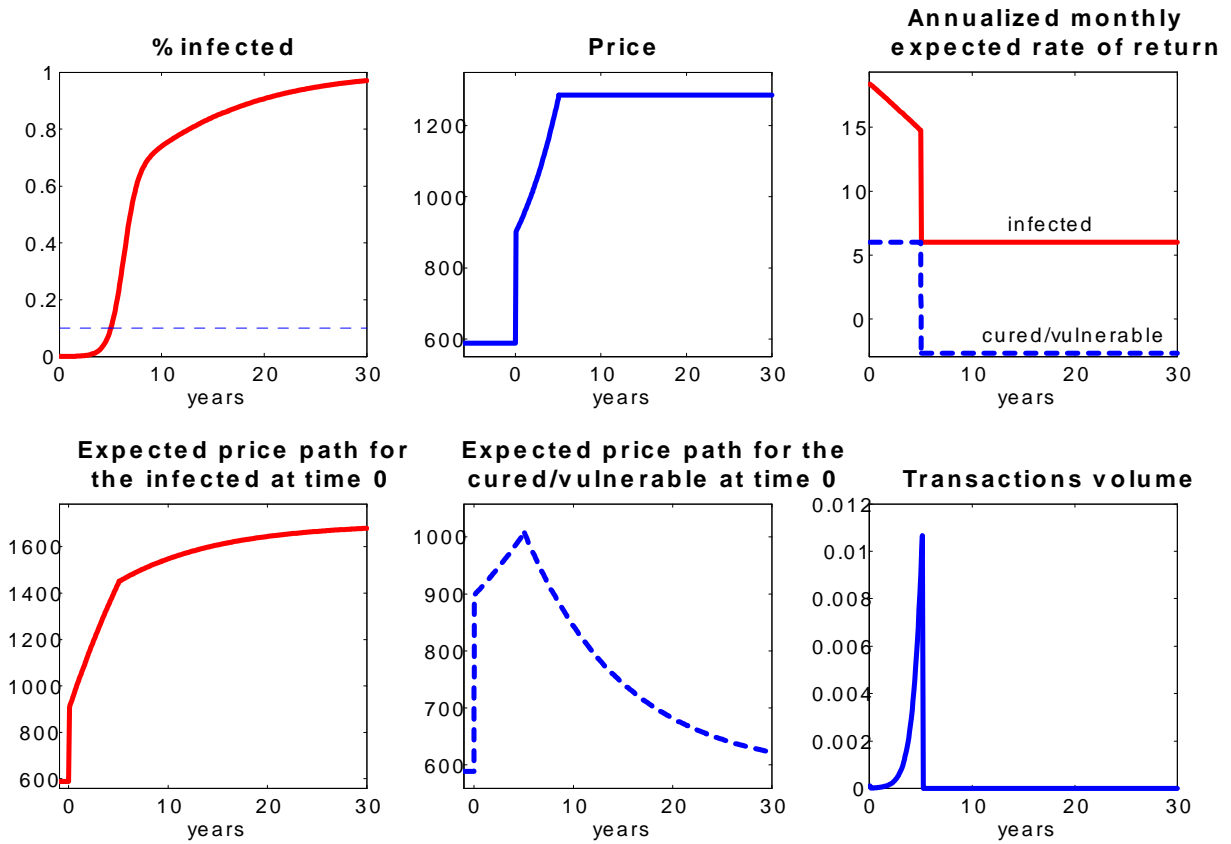 % infected
1
0.8
0.6
0.4
0.2
0
0 10 20 30
years
Price
1200
1000
800
600
0 10 20 30
years
Annualized monthly
expected rate of return
15
10
5
0
infected
cured/vulnerable
0 10 20 30
years
Expected price path for
the infected at time 0
1600
1400
1200
1000
800
600
0 10 20 30
years
Expected price path for the
cured/vulnerable at time 0
1000
900
800
700
600
0 10 20 30
years
Transactions volume
0.012
0.01
0.008
0.006
0.004
0.002
0
0 10 20 30
years